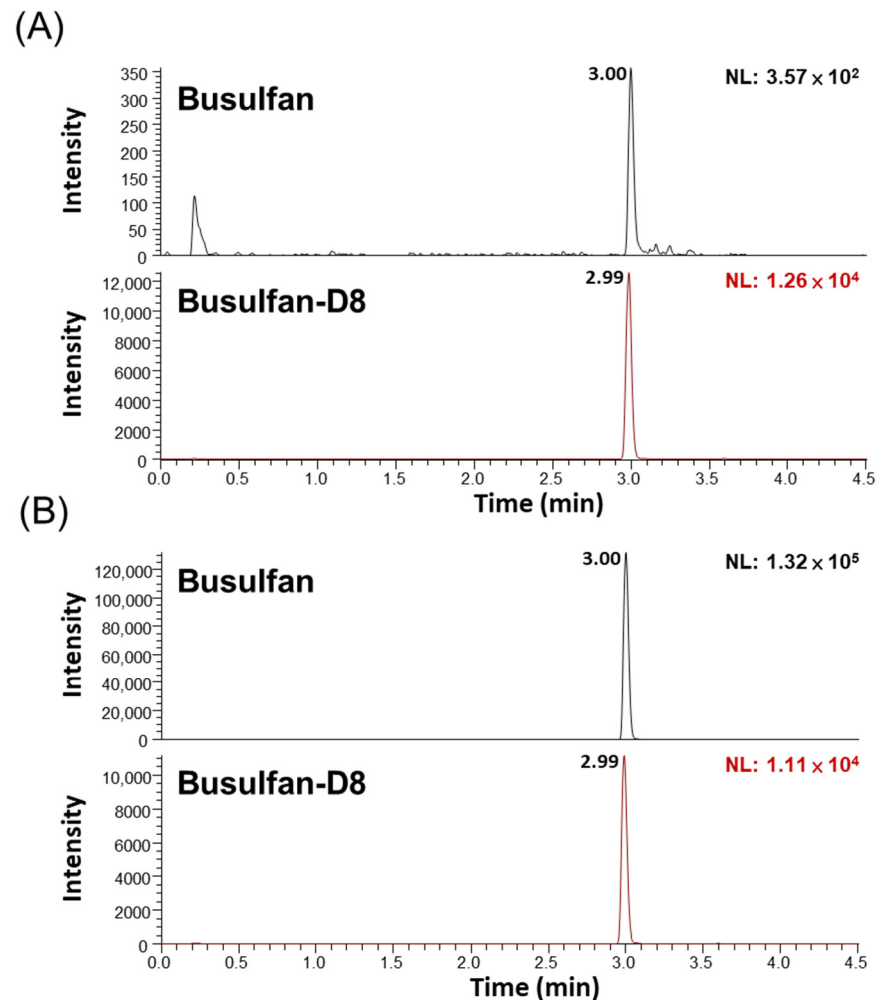 (A)
350
300
250
200
150
100
50
0
Intensity
Busulfan
3.00
NL: 3.57 × 10²
12,000
10,000
8000
6000
4000
2000
0
Intensity
Busulfan-D8
2.99
NL: 1.26 × 10⁴
0.0 0.5 1.0 1.5 2.0 2.5 3.0 3.5 4.0 4.5
Time (min)
(B)
120,000
100,000
80,000
60,000
40,000
20,000
0
Intensity
Busulfan
3.00
NL: 1.32 × 10⁵
10,000
8000
6000
4000
2000
0
Intensity
Busulfan-D8
2.99
NL: 1.11 × 10⁴
0.0 0.5 1.0 1.5 2.0 2.5 3.0 3.5 4.0 4.5
Time (min)